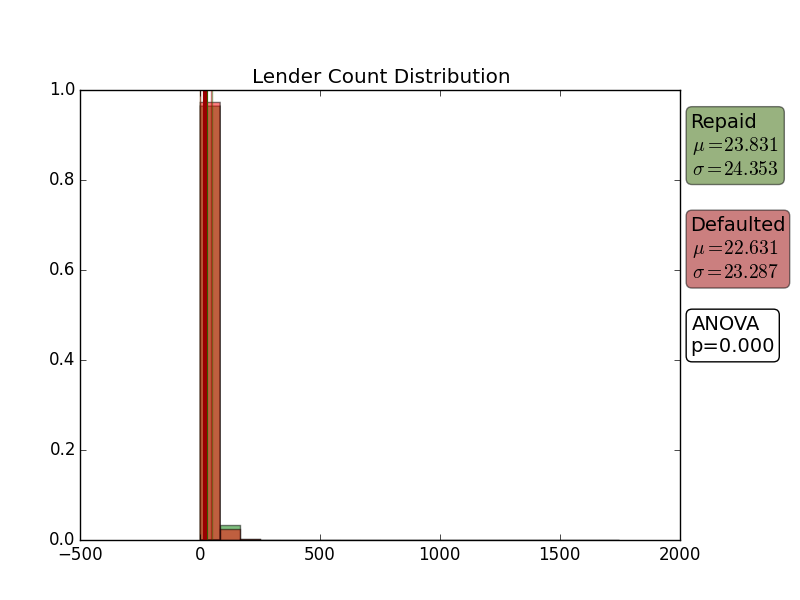 Lender Count Distribution
1.0
0.8
0.6
0.4
0.2
0.0
−500
0
500
1000
1500
2000
Repaid
μ=23.831
σ=24.353
Defaulted
μ=22.631
σ=23.287
ANOVA
p=0.000